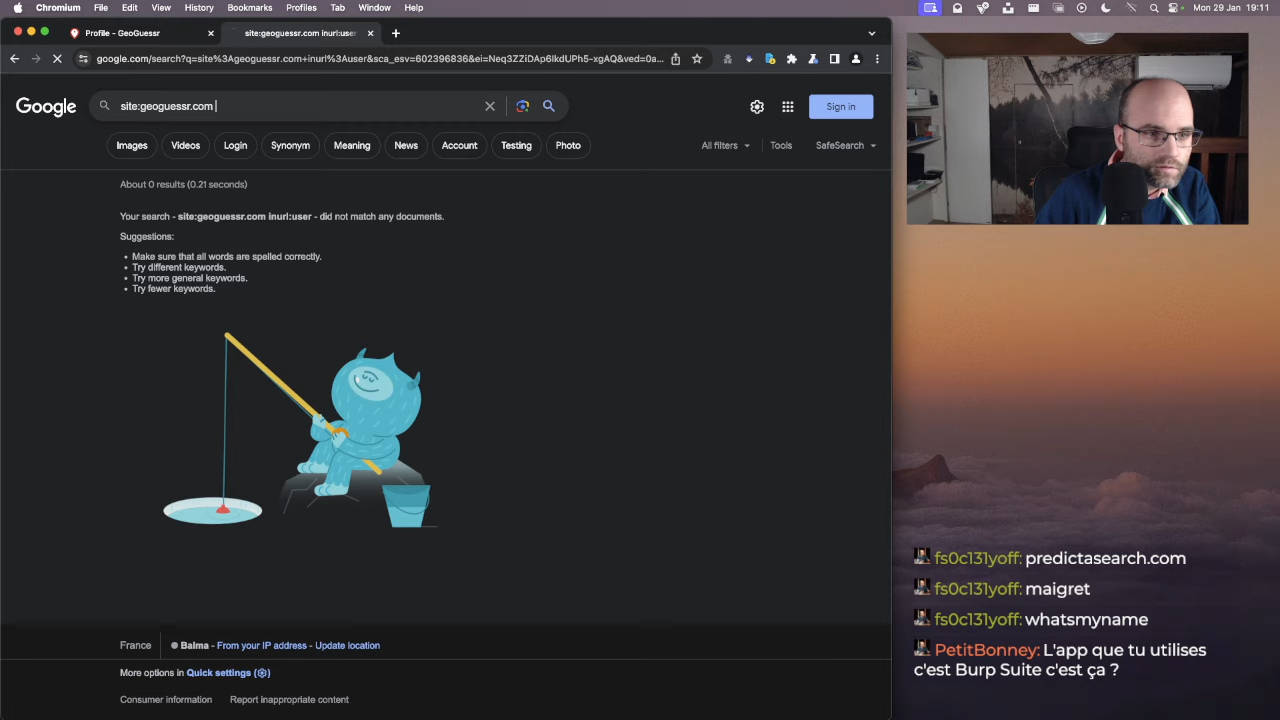 Chromium File Edit View History Bookmarks Profiles Tab Window Help Mon 29 Jan 19:11
Profile - GeoGuessr
site:geoguessr.com inurl:user
google.com/search?q=site%3Ageoguessr.com+inurl%3Auser&sca_esv=602396836&ei=Neq3ZZiDAp6lkdUPh5-xgAQ&ved=0a...
Google
site:geoguessr.com
Sign in
Images Videos Login Synonym Meaning News Account Testing Photo All filters Tools SafeSearch
About 0 results (0.21 seconds)
Your search - site:geoguessr.com inurl:user - did not match any documents.
Suggestions:
• Make sure that all words are spelled correctly.
• Try different keywords.
• Try more general keywords.
• Try fewer keywords.
fs0c131yoff: predictasearch.com
fs0c131yoff: maigret
fs0c131yoff: whatsmyname
PetitBonney: L'app que tu utilises
c'est Burp Suite c'est ça ?
France Balma - From your IP address - Update location
More options in Quick settings
Consumer information Report inappropriate content